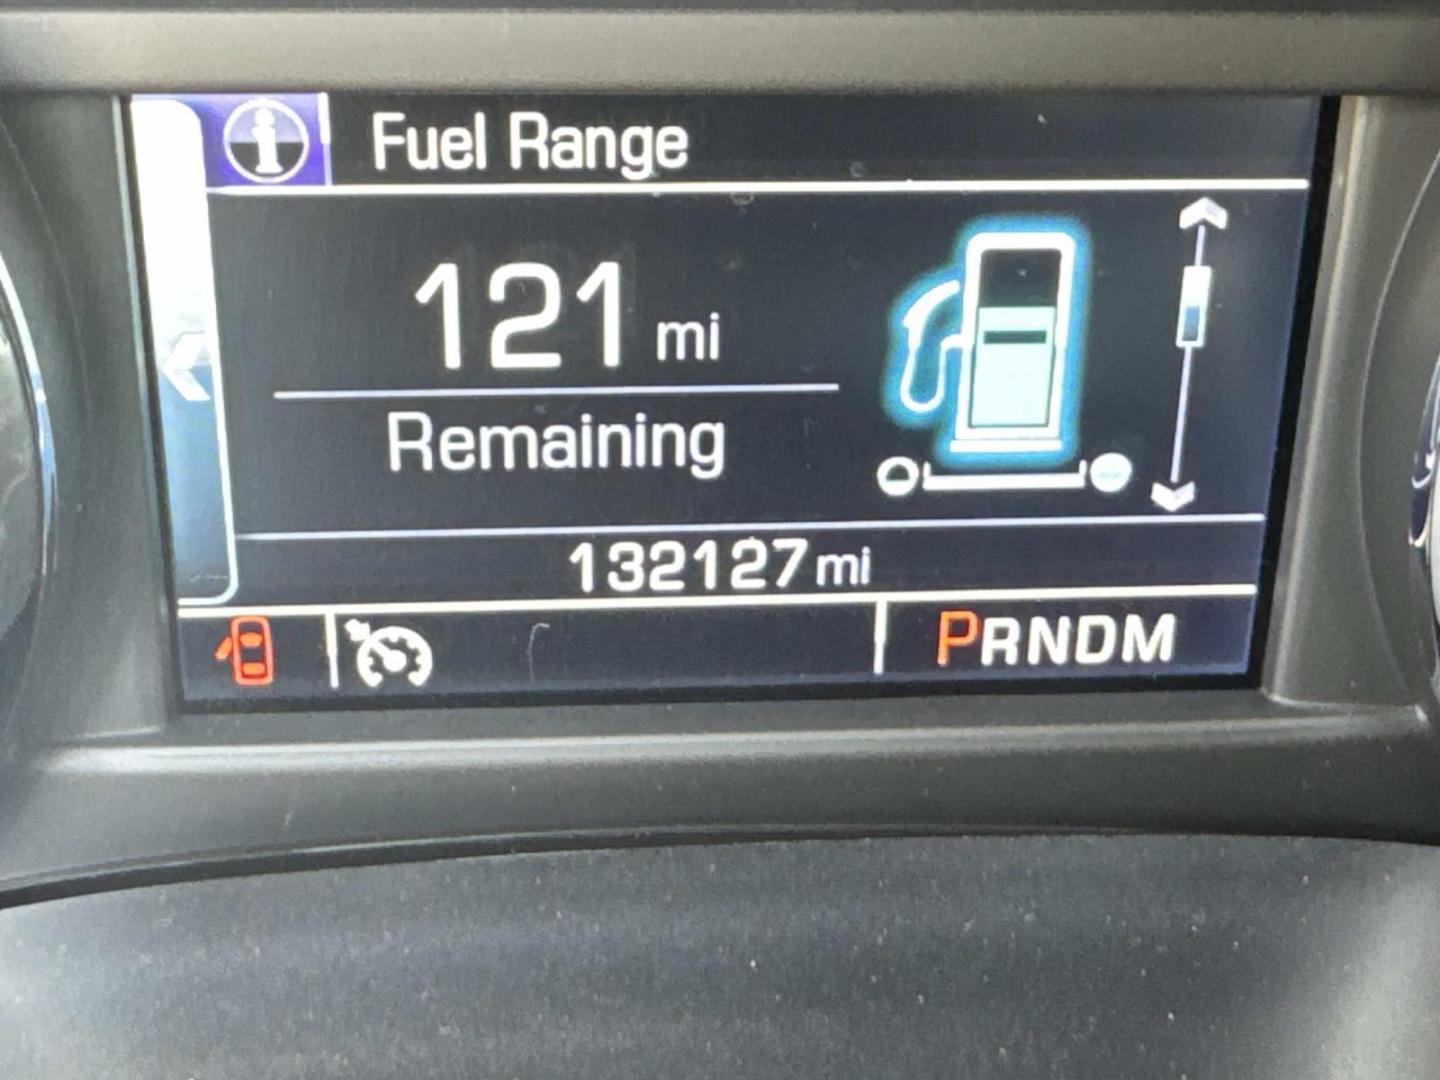 Fuel Range
121 mi
Remaining
132127 mi
PRNDM